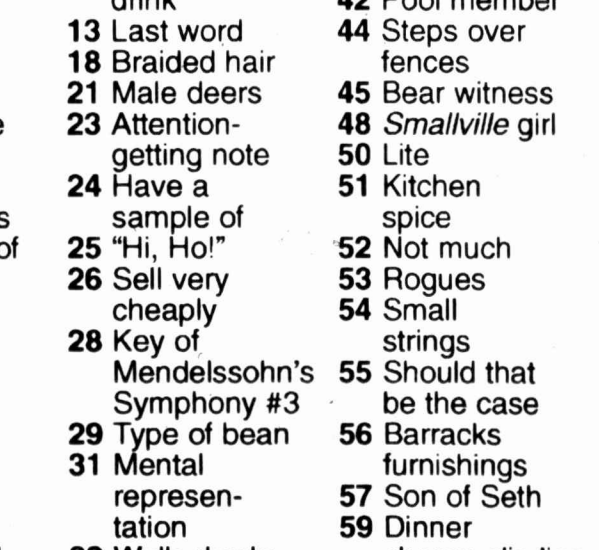 drink
13 Last word
18 Braided hair
21 Male deers
23 Attention-
getting note
24 Have a
sample of
25 “Hi, Ho!”
26 Sell very
cheaply
28 Key of
Mendelssohn's
Symphony #3
29 Type of bean
31 Mental
represen-
tation
42 Pool member
44 Steps over
fences
45 Bear witness
48 Smallville girl
50 Lite
51 Kitchen
spice
52 Not much
53 Rogues
54 Small
strings
55 Should that
be the case
56 Barracks
furnishings
57 Son of Seth
59 Dinner